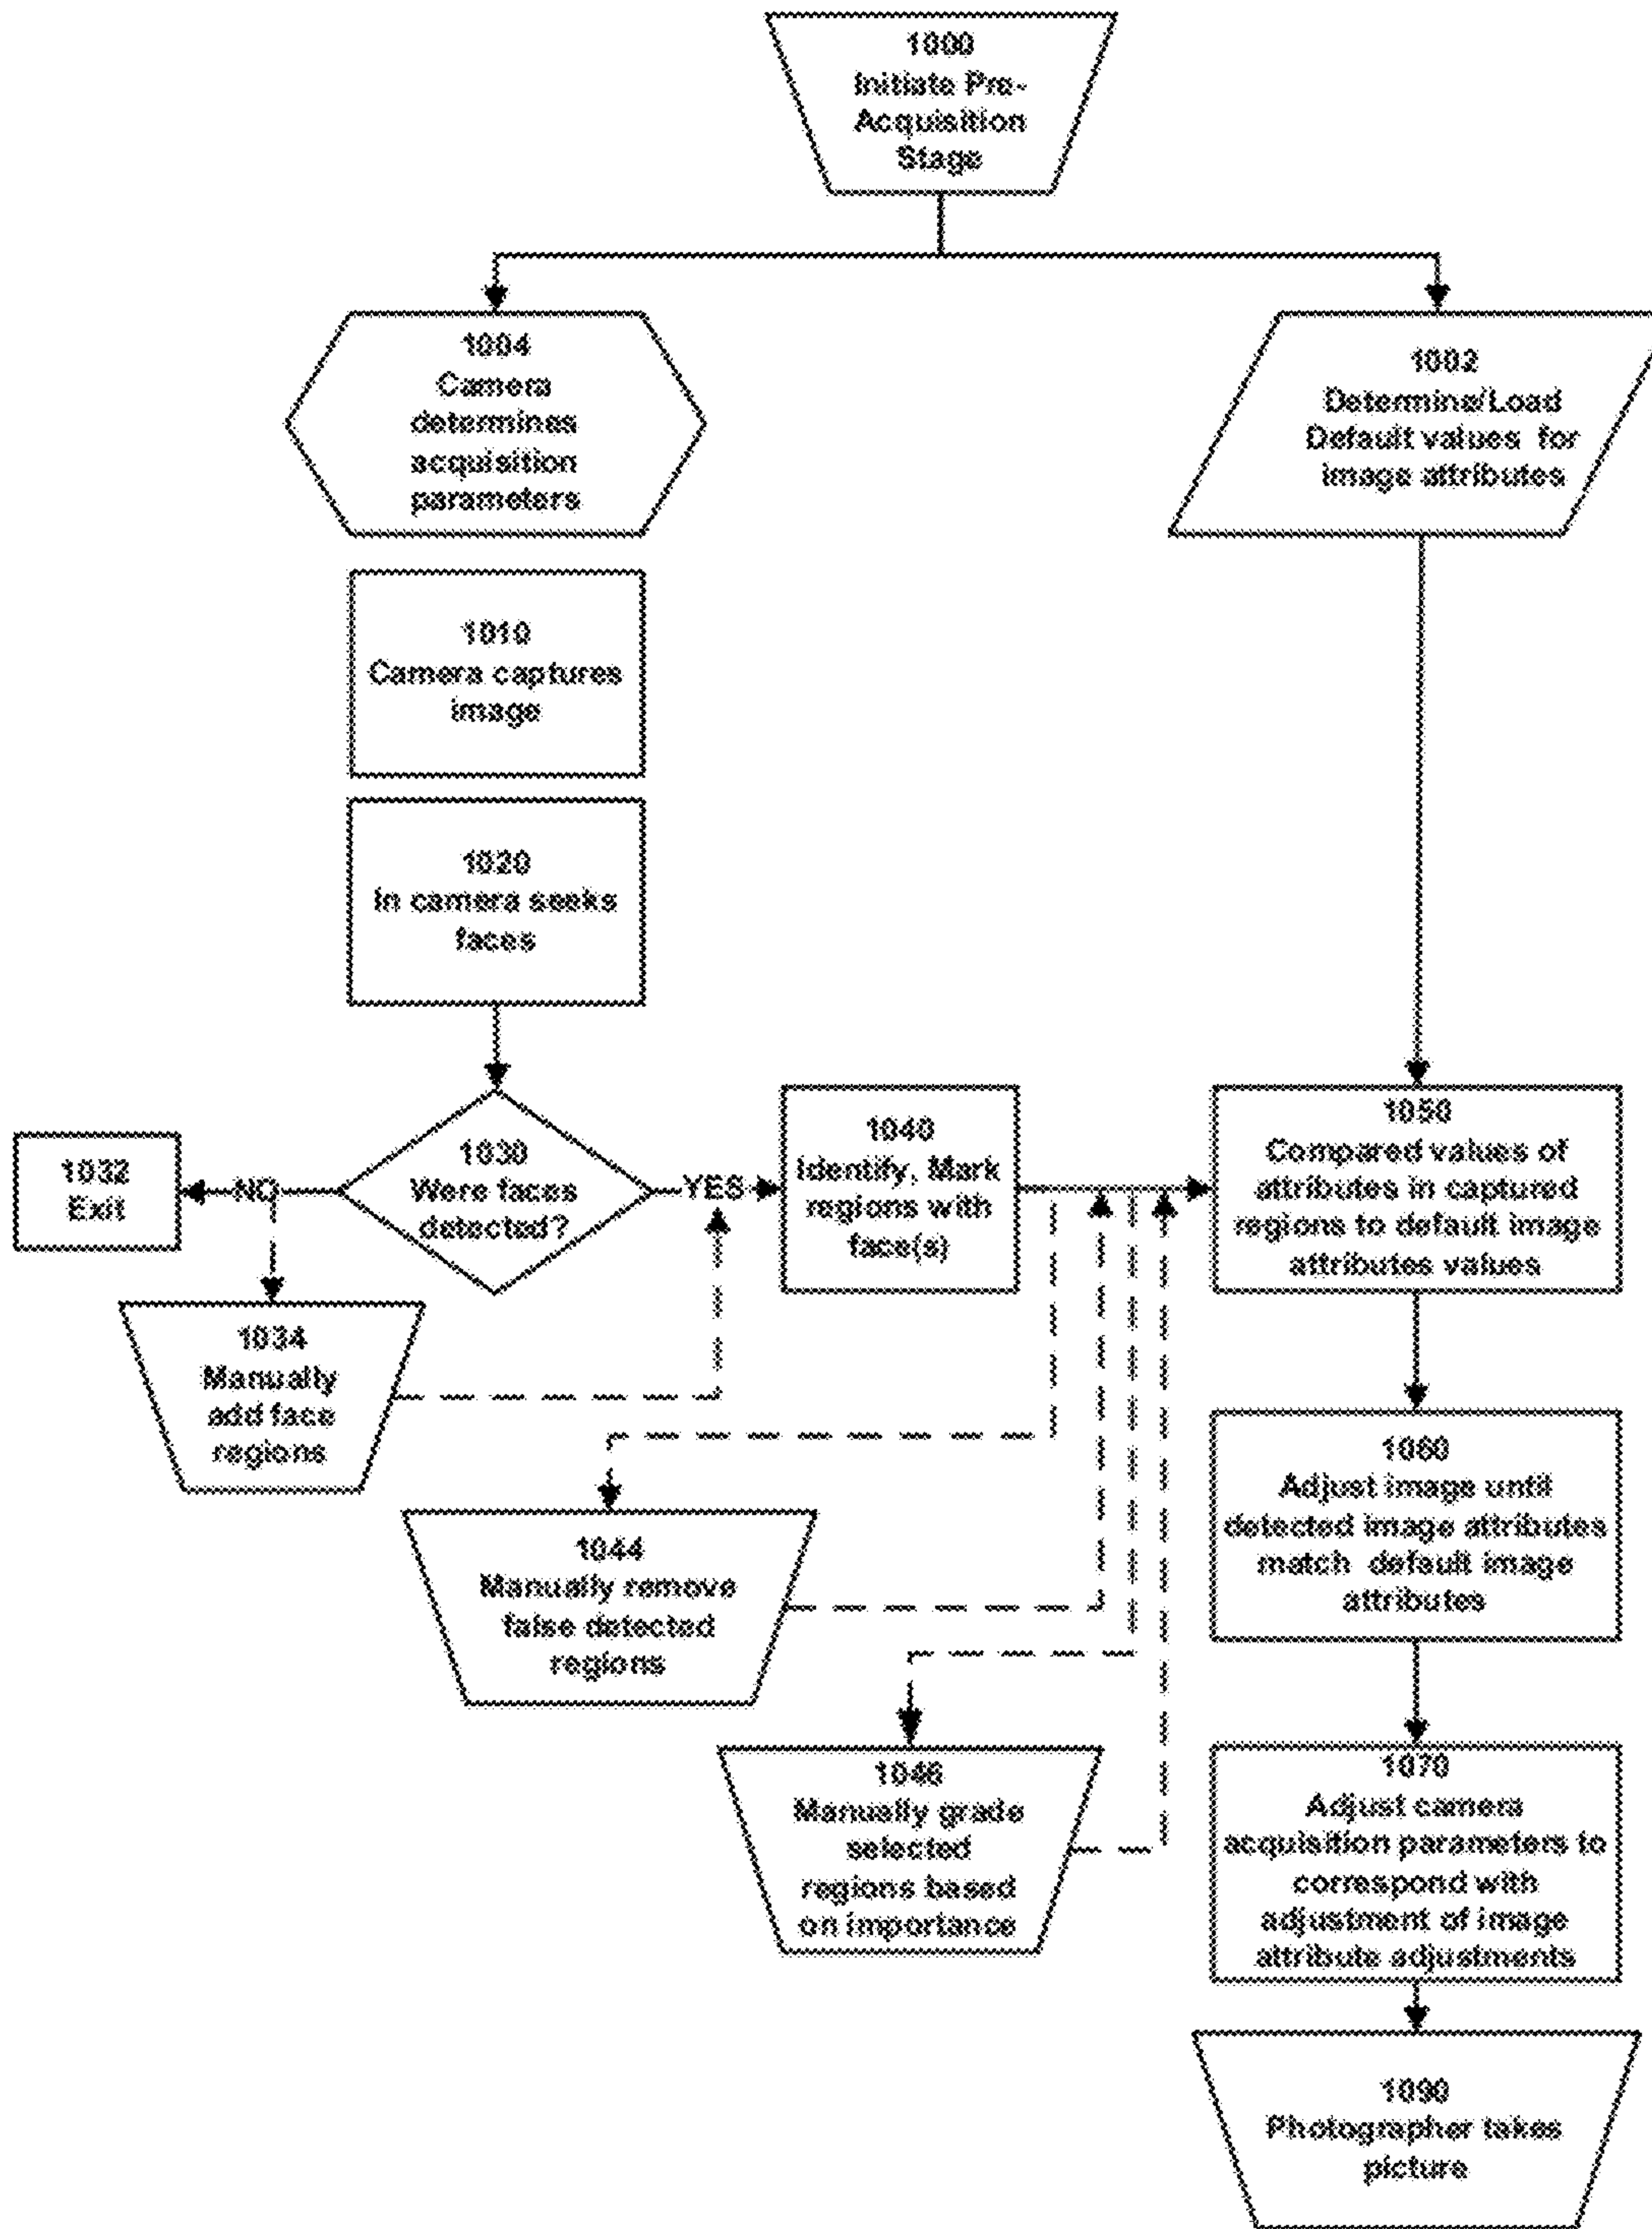 1000
Initiate Pre-
Acquisition
Stage
1004
Camera
determines
acquisition
parameters
1002
Determine/Load
Default values for
image attributes
1010
Camera captures
image
1020
In camera seeks
faces
1032
Exit
NO
1030
Were faces
detected?
YES
1040
Identify, Mark
regions with
face(s)
1050
Compared values of
attributes in captured
regions to default image
attributes values
1034
Manually
add face
regions
1044
Manually remove
false detected
regions
1060
Adjust image until
detected image attributes
match default image
attributes
1046
Manually grade
selected
regions based
on importance
1070
Adjust camera
acquisition parameters to
correspond with
adjustment of image
attribute adjustments
1090
Photographer takes
picture